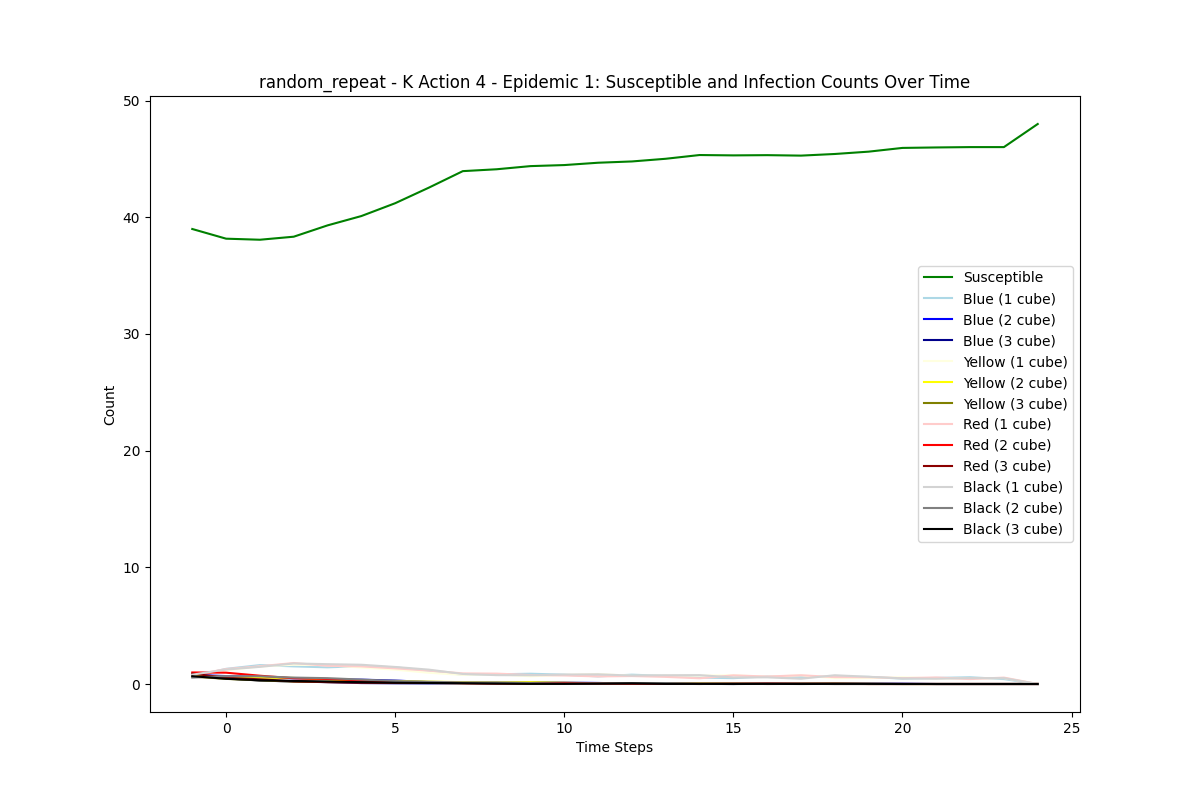 random_repeat - K Action 4 - Epidemic 1: Susceptible and Infection Counts Over Time
50
40
30
20
10
0
Count
Susceptible
Blue (1 cube)
Blue (2 cube)
Blue (3 cube)
Yellow (1 cube)
Yellow (2 cube)
Yellow (3 cube)
Red (1 cube)
Red (2 cube)
Red (3 cube)
Black (1 cube)
Black (2 cube)
Black (3 cube)
0 5 10 15 20 25
Time Steps